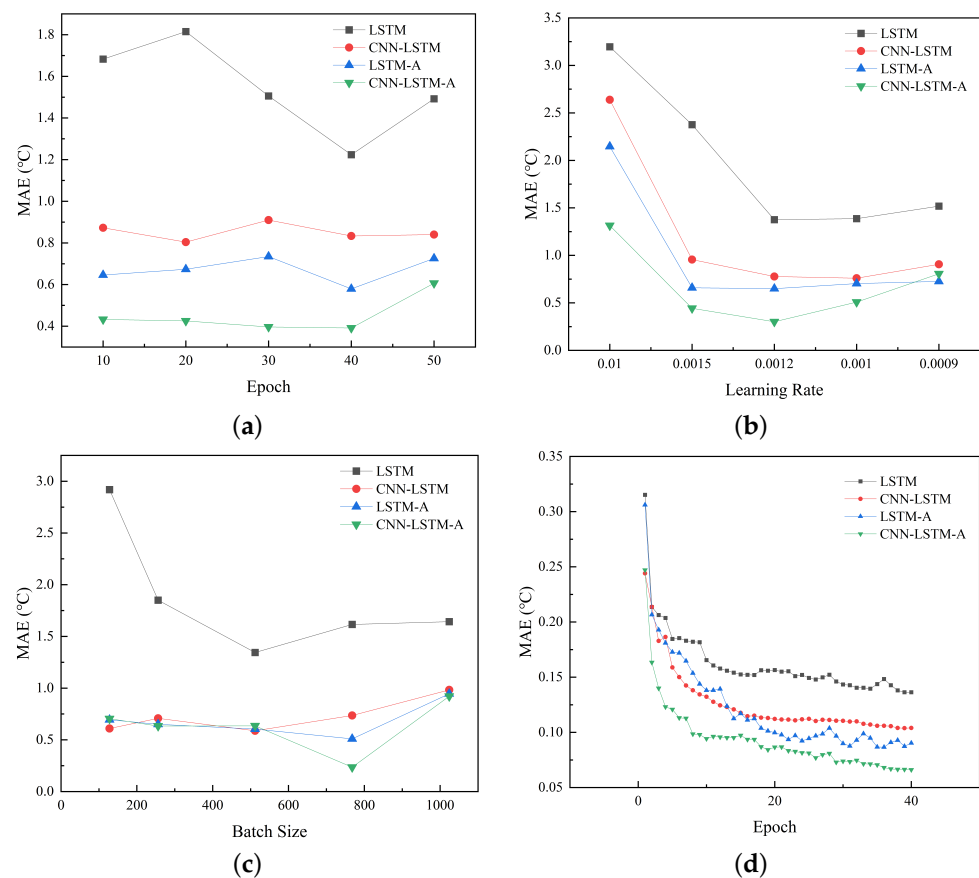 LSTM
CNN-LSTM
LSTM-A
CNN-LSTM-A
MAE (℃)
1.8
1.6
1.4
1.2
1.0
0.8
0.6
0.4
10 20 30 40 50
Epoch
(a)
LSTM
CNN-LSTM
LSTM-A
CNN-LSTM-A
MAE (℃)
3.5
3.0
2.5
2.0
1.5
1.0
0.5
0.0
0.01 0.0015 0.0012 0.001 0.0009
Learning Rate
(b)
LSTM
CNN-LSTM
LSTM-A
CNN-LSTM-A
MAE (℃)
3.0
2.5
2.0
1.5
1.0
0.5
0.0
0 200 400 600 800 1000
Batch Size
(c)
LSTM
CNN-LSTM
LSTM-A
CNN-LSTM-A
MAE (℃)
0.35
0.30
0.25
0.20
0.15
0.10
0.05
0 20 40
Epoch
(d)